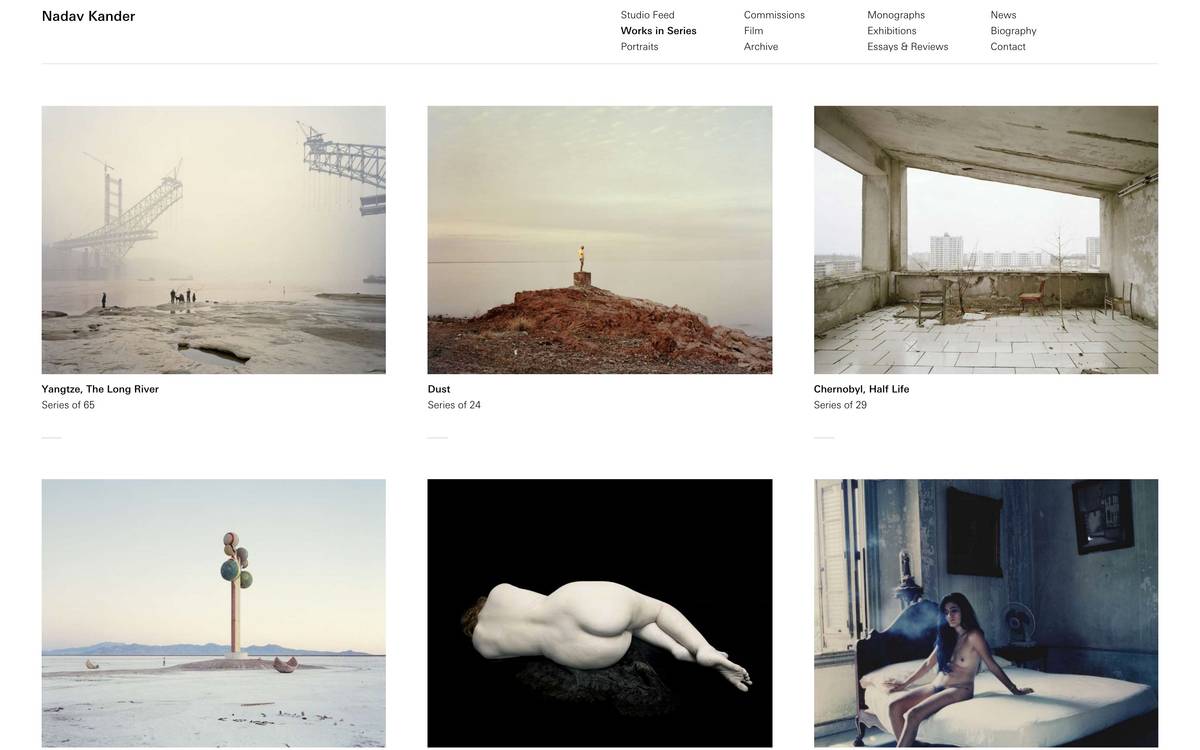 Nadav Kander
Studio Feed
Works in Series
Portraits
Commissions
Film
Archive
Monographs
Exhibitions
Essays & Reviews
News
Biography
Contact
Yangtze, The Long River
Series of 65
Dust
Series of 24
Chernobyl, Half Life
Series of 29